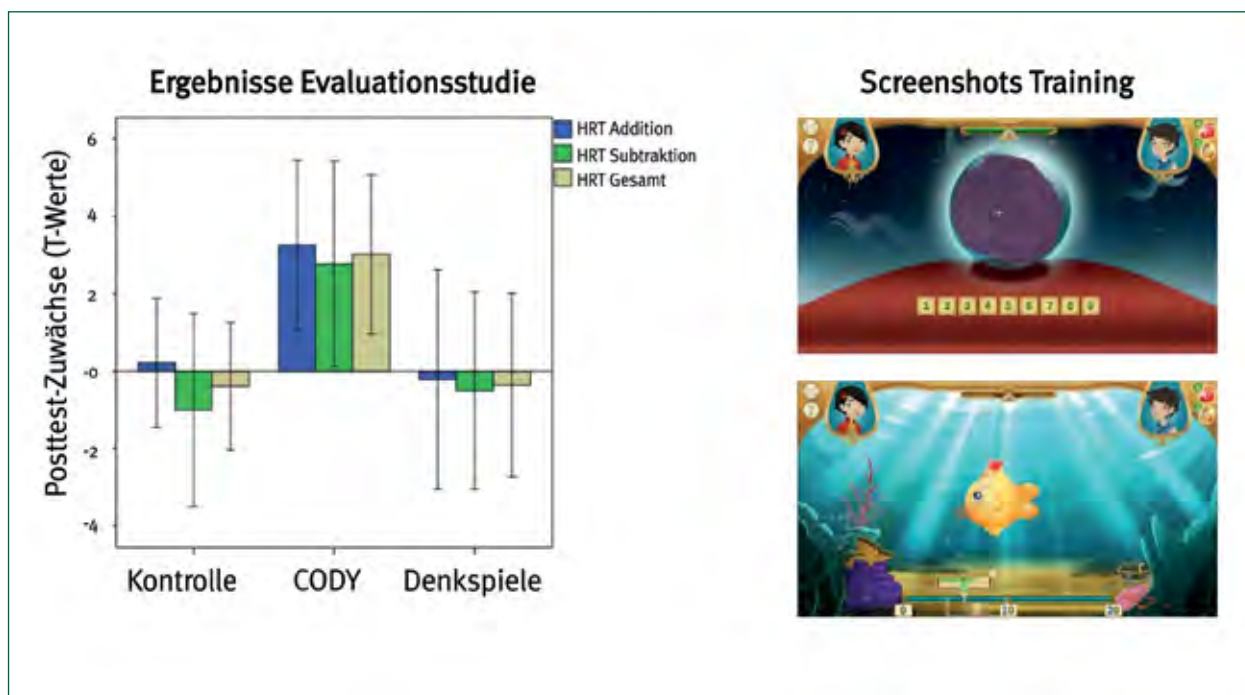 Ergebnisse Evaluationsstudie
Posttest-Zuwächse (T-Werte)
6
4
2
-0
-2
-4
Kontrolle
CODY
Denkspiele
HRT Addition
HRT Subtraktion
HRT Gesamt
Screenshots Training
1 2 3 4 5 6 7 8 9
0 10 20